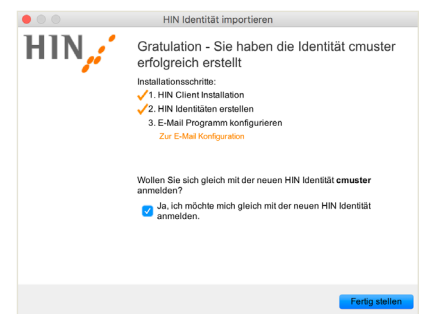 HIN Identität importieren
HIN
Gratulation - Sie haben die Identität cmuster
erfolgreich erstellt
Installationsschritte:
1. HIN Client Installation
2. HIN Identitäten erstellen
3. E-Mail Programm konfigurieren
Zur E-Mail Konfiguration
Wollen Sie sich gleich mit der neuen HIN Identität cmuster
anmelden?
Ja, ich möchte mich gleich mit der neuen HIN Identität
anmelden.
Fertig stellen